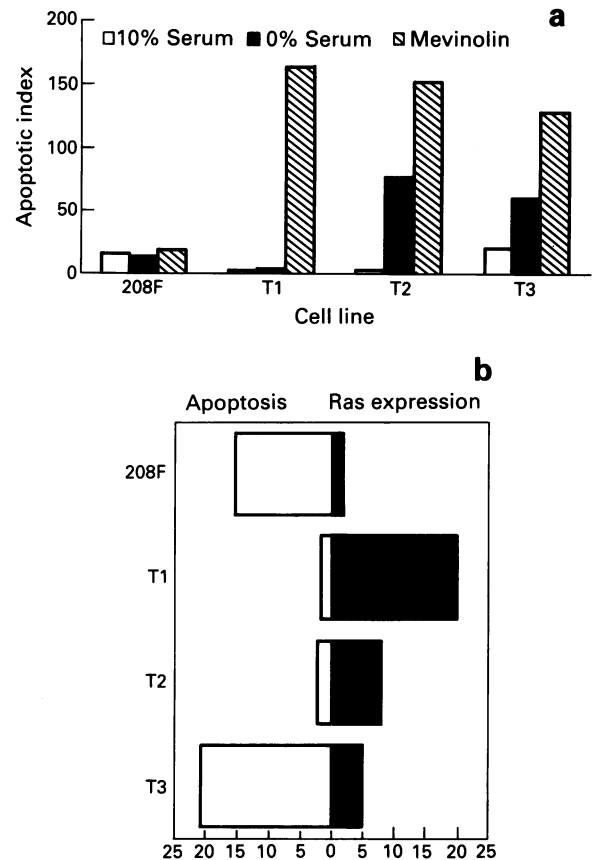 a
200
10% Serum 0% Serum Mevinolin
150
100
50
0
Apoptotic index
208F T1 T2 T3
Cell line
b
Apoptosis Ras expression
208F
T1
T2
T3
25 20 15 10 5 0 5 10 15 20 25